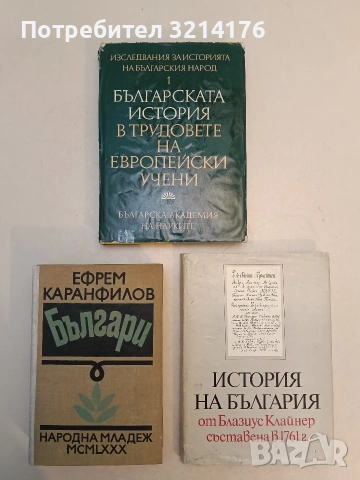 Потребител 3214176
ИЗСЛЕДВАНИЯ ЗА ИСТОРИЯТА
НА БЪЛГАРСКИЯ НАРОД
1
БЪЛГАРСКАТА
ИСТОРИЯ
В ТРУДОВЕТЕ
НА
ЕВРОПЕЙСКИ
УЧЕНИ
БЪЛГАРСКА АКАДЕМИЯ
НА НАУКИТЕ
ЕФРЕМ
КАРАНФИЛОВ
Българи
НАРОДНА МЛАДЕЖ
MCMLXXX
ИСТОРИЯ
НА БЪЛГАРИЯ
от Блазиус Клайнер
съставена в 1761 г.
bazar